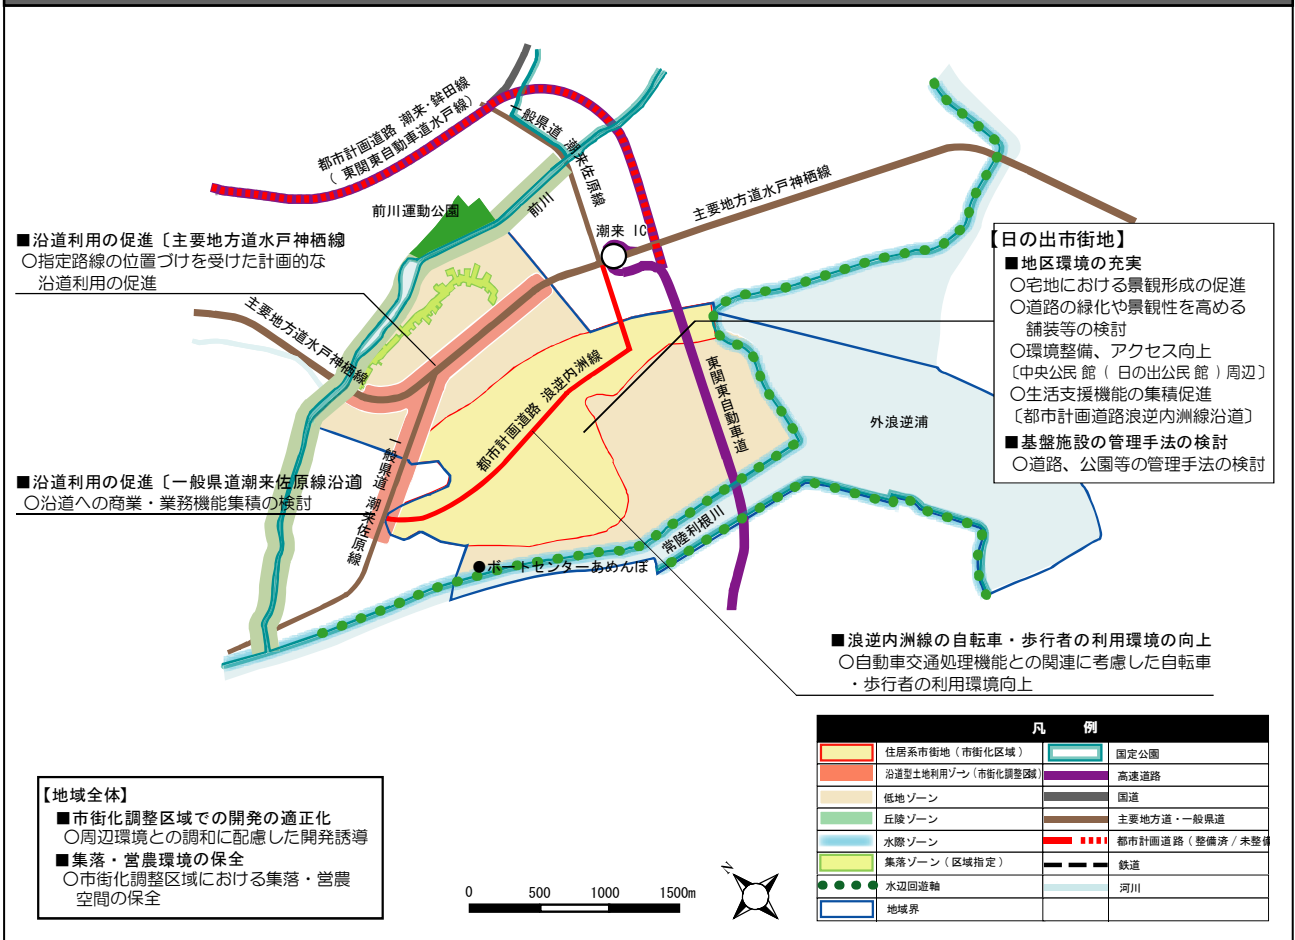 都市計画道路 潮来・鉾田線
（ 東関東自動車道水戸線）
一般県道 潮来佐原線
主要地方道水戸神栖線
前川
前川運動公園
潮来 IC
■沿道利用の促進〔主要地方道水戸神栖線〕
○指定路線の位置づけを受けた計画的な
沿道利用の促進
主要地方道水戸神栖線
都市計画道路 浪逆内洲線
東関東自動車道
外浪逆浦
【日の出市街地】
■地区環境の充実
○宅地における景観形成の促進
○道路の緑化や景観性を高める
舗装等の検討
○環境整備、アクセス向上
〔中央公民館（日の出公民館）周辺〕
○生活支援機能の集積促進
〔都市計画道路浪逆内洲線沿道〕
■基盤施設の管理手法の検討
○道路、公園等の管理手法の検討
■沿道利用の促進〔一般県道潮来佐原線沿道〕
○沿道への商業・業務機能集積の検討
一般県道 潮来佐原線
常陸利根川
●ボートセンターあめんぼ
■浪逆内洲線の自転車・歩行者の利用環境の向上
○自動車交通処理機能との関連に考慮した自転車
・歩行者の利用環境向上
【地域全体】
■市街化調整区域での開発の適正化
○周辺環境との調和に配慮した開発誘導
■集落・営農環境の保全
○市街化調整区域における集落・営農
空間の保全
0 500 1000 1500m
N
凡 例
住居系市街地（市街化区域）
沿道型土地利用ゾーン（市街化調整区域）
低地ゾーン
丘陵ゾーン
水際ゾーン
集落ゾーン（区域指定）
水辺回遊軸
地域界
国定公園
高速道路
国道
主要地方道・一般県道
都市計画道路（整備済/未整備
鉄道
河川